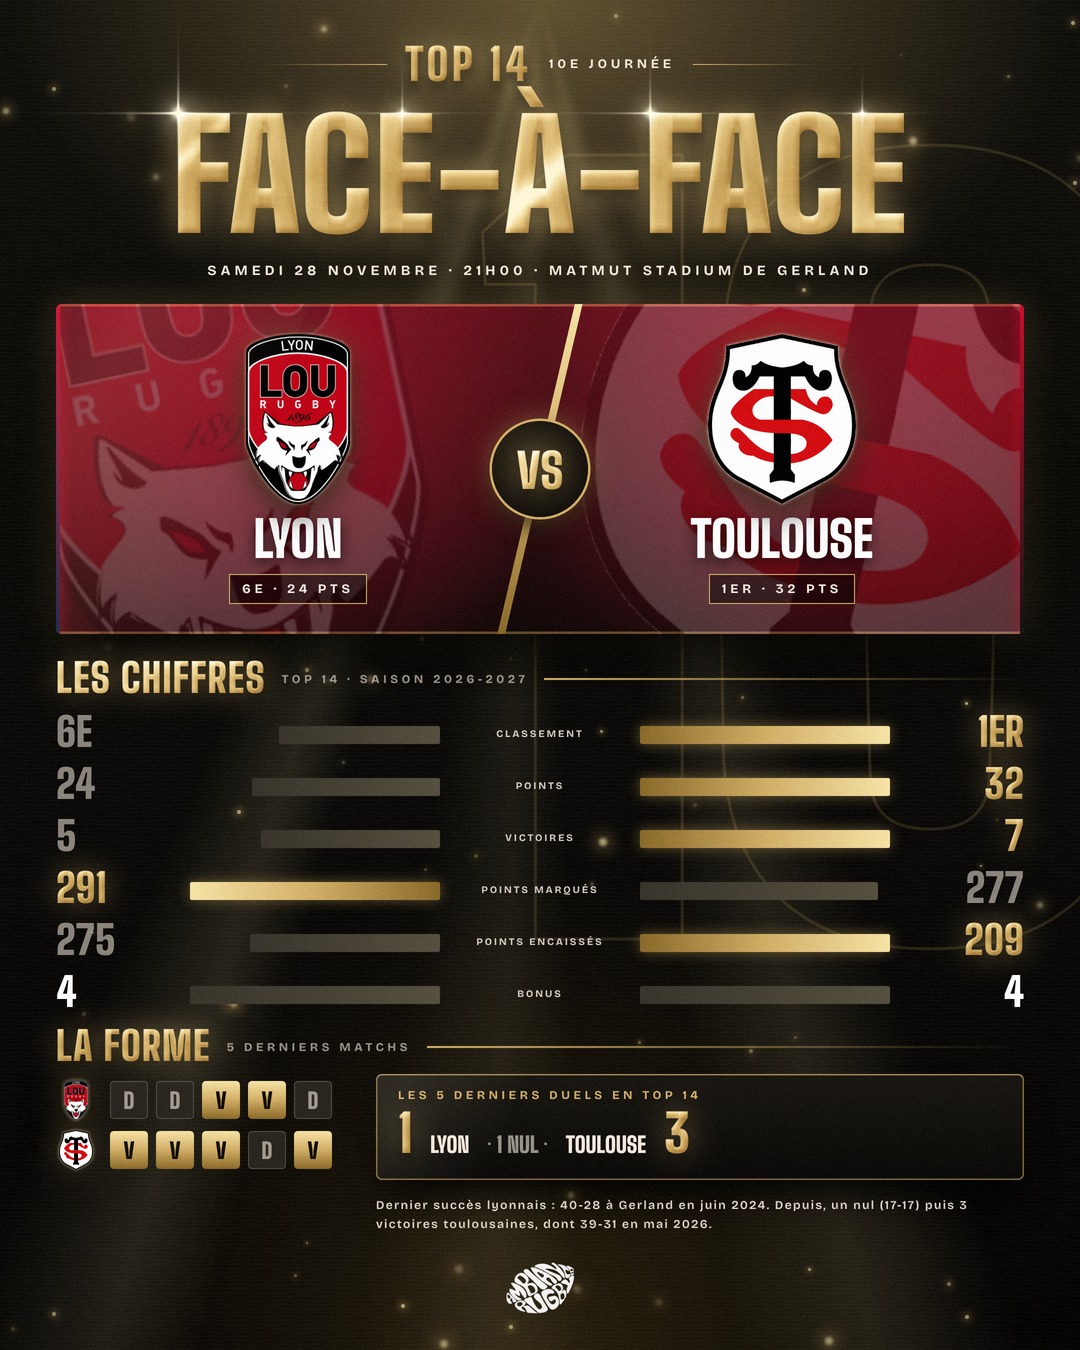 TOP 14 10E JOURNÉE
FACE-À-FACE
SAMEDI 28 NOVEMBRE · 21H00 · MATMUT STADIUM DE GERLAND
LYON
LOU
RUGBY
1896
VS
LYON
TOULOUSE
6E · 24 PTS
1ER · 32 PTS
LES CHIFFRES TOP 14 · SAISON 2026-2027
6E CLASSEMENT 1ER
24 POINTS 32
5 VICTOIRES 7
291 POINTS MARQUÉS 277
275 POINTS ENCAISSÉS 209
4 BONUS 4
LA FORME 5 DERNIERS MATCHS
D D V V D
V V V D V
LES 5 DERNIERS DUELS EN TOP 14
1 LYON · 1 NUL · TOULOUSE 3
Dernier succès lyonnais : 40-28 à Gerland en juin 2024. Depuis, un nul (17-17) puis 3
victoires toulousaines, dont 39-31 en mai 2026.
AMBIANCE
RUGBY